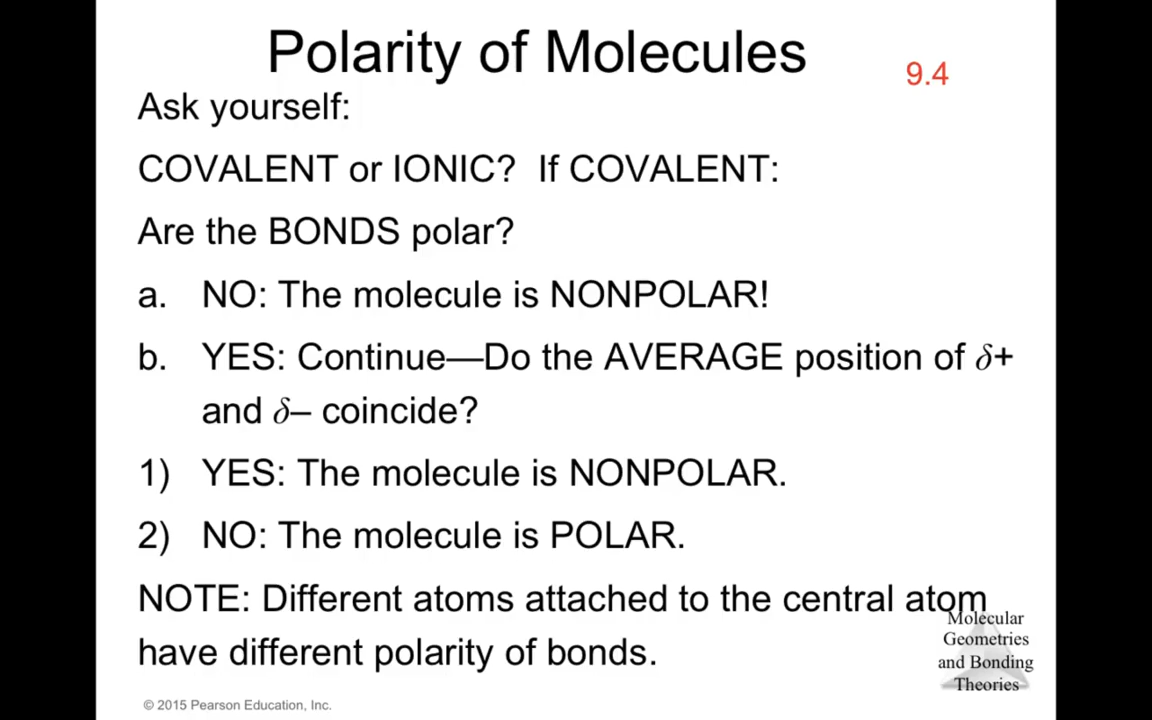 Polarity of Molecules
9.4
Ask yourself:
COVALENT or IONIC? If COVALENT:
Are the BONDS polar?
a. NO: The molecule is NONPOLAR!
b. YES: Continue—Do the AVERAGE position of δ+
and δ– coincide?
1) YES: The molecule is NONPOLAR.
2) NO: The molecule is POLAR.
NOTE: Different atoms attached to the central atom
have different polarity of bonds.
Molecular
Geometries
and Bonding
Theories
© 2015 Pearson Education, Inc.